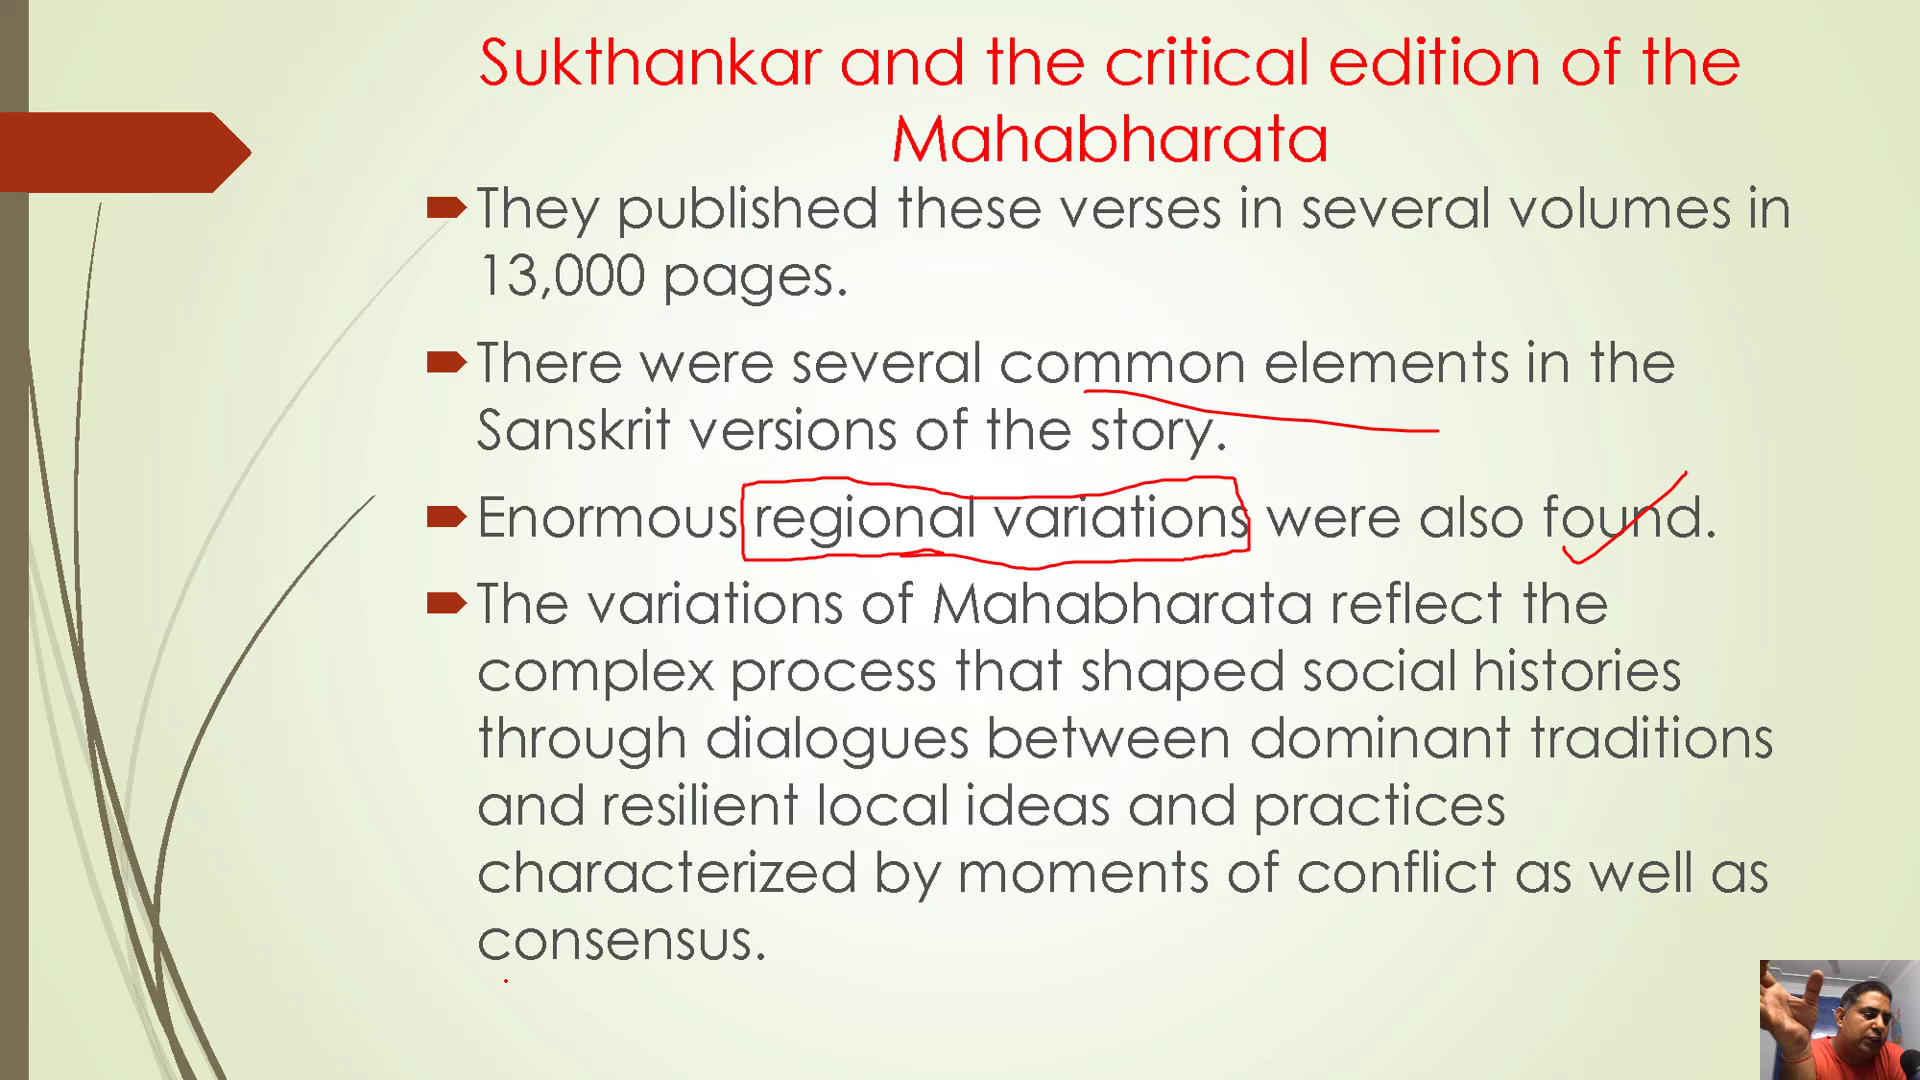 Sukthankar and the critical edition of the
Mahabharata
They published these verses in several volumes in
13,000 pages.
There were several common elements in the
Sanskrit versions of the story.
Enormous regional variations were also found.
The variations of Mahabharata reflect the
complex process that shaped social histories
through dialogues between dominant traditions
and resilient local ideas and practices
characterized by moments of conflict as well as
consensus.